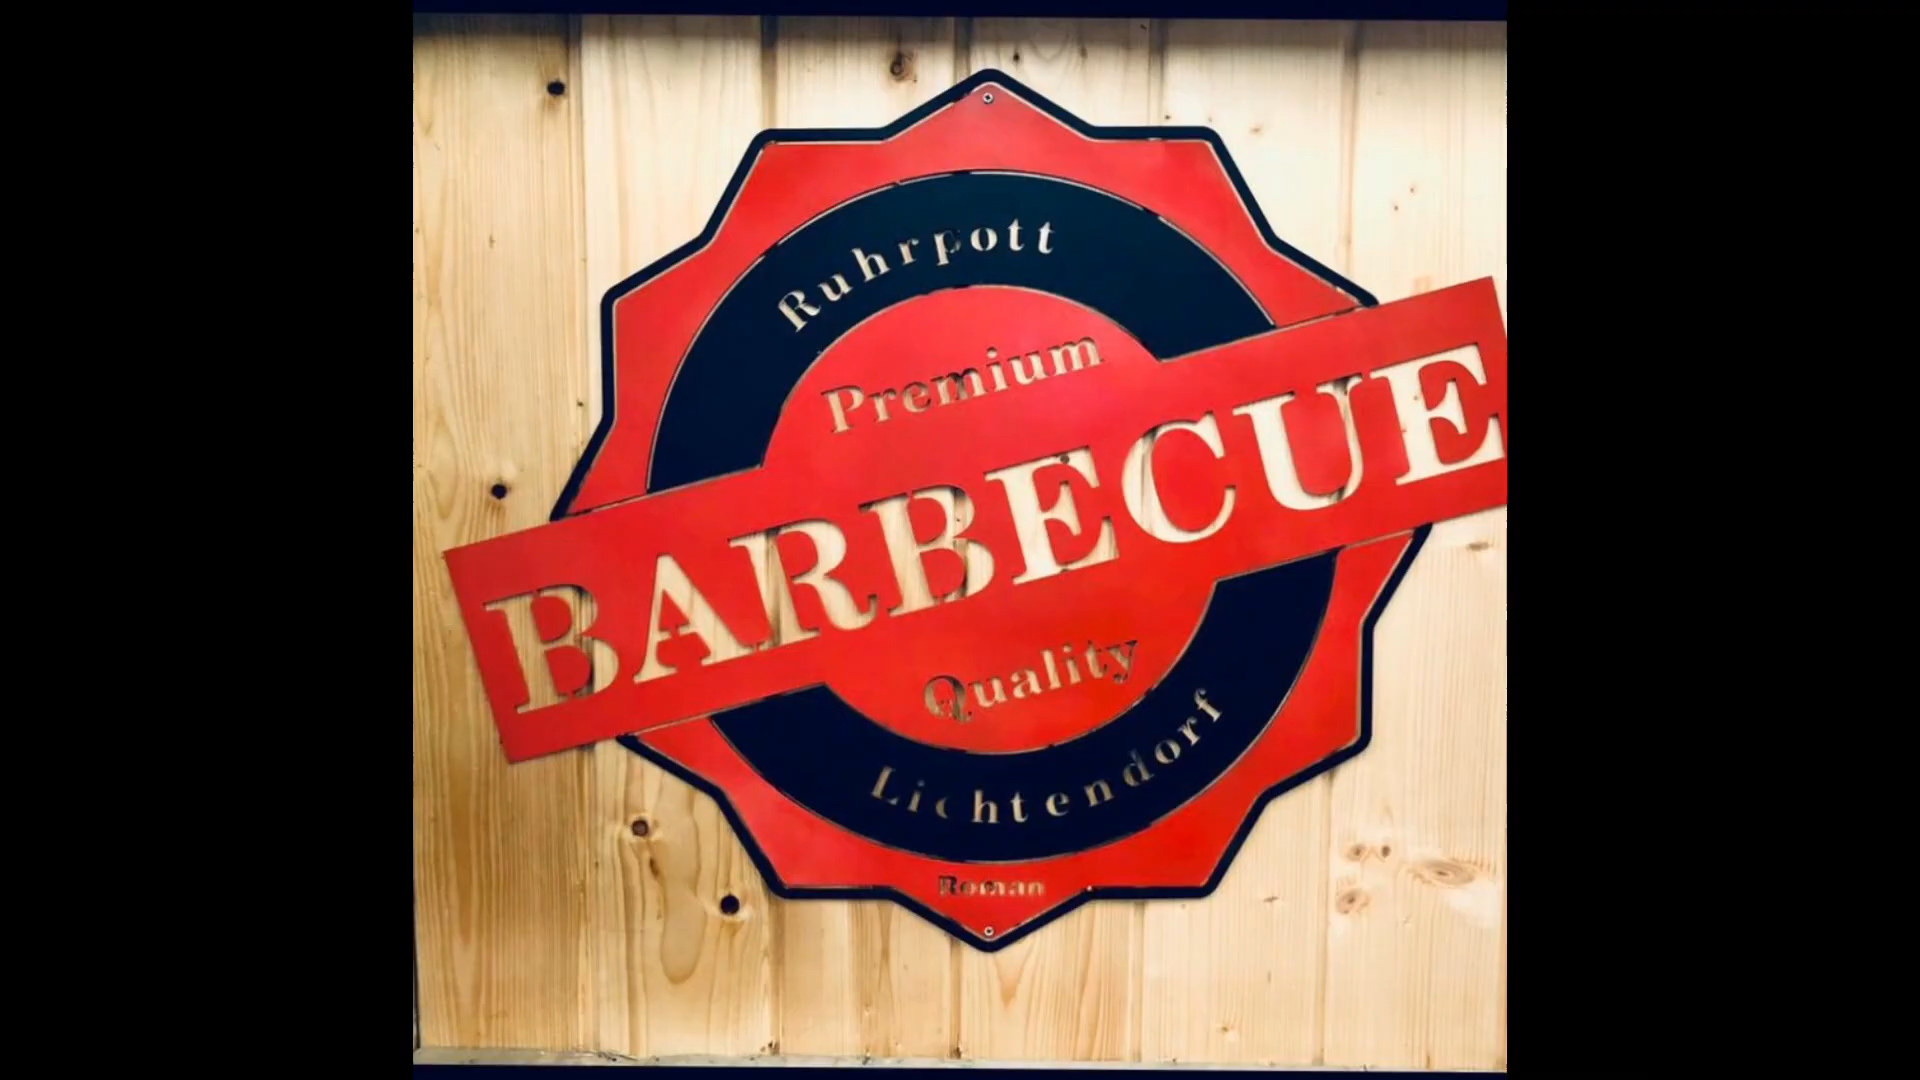 Ruhrpott
Premium
BARBECUE
Quality
Lichtendorf
Roman